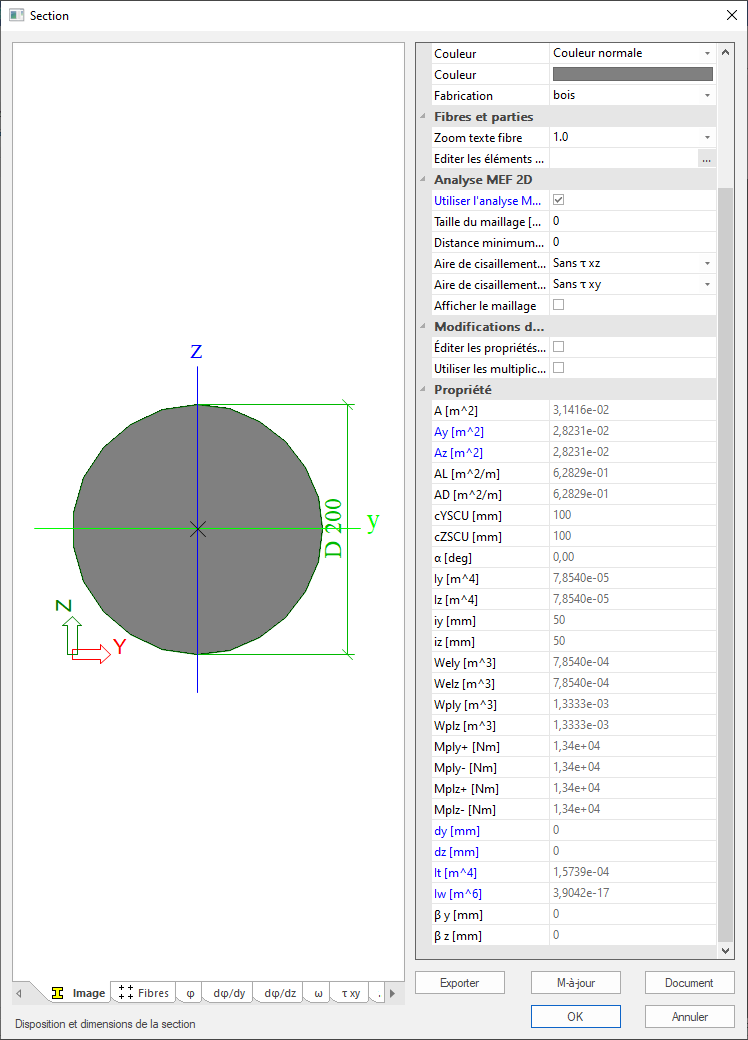 Section
Couleur Couleur normale
Couleur
Fabrication bois
Fibres et parties
Zoom texte fibre 1.0
Editer les éléments ... ...
Analyse MEF 2D
Utiliser l'analyse M...
Taille du maillage [... 0
Distance minimum... 0
Aire de cisaillement... Sans τ xz
Aire de cisaillement... Sans τ xy
Afficher le maillage
Modifications d...
Éditer les propriétés...
Utiliser les multiplic...
Propriété
A [m^2] 3,1416e-02
Ay [m^2] 2,8231e-02
Az [m^2] 2,8231e-02
AL [m^2/m] 6,2829e-01
AD [m^2/m] 6,2829e-01
cYSCU [mm] 100
cZSCU [mm] 100
α [deg] 0,00
Iy [m^4] 7,8540e-05
Iz [m^4] 7,8540e-05
iy [mm] 50
iz [mm] 50
Wely [m^3] 7,8540e-04
Welz [m^3] 7,8540e-04
Wply [m^3] 1,3333e-03
Wplz [m^3] 1,3333e-03
Mply+ [Nm] 1,34e+04
Mply- [Nm] 1,34e+04
Mplz+ [Nm] 1,34e+04
Mplz- [Nm] 1,34e+04
dy [mm] 0
dz [mm] 0
It [m^4] 1,5739e-04
Iw [m^6] 3,9042e-17
β y [mm] 0
β z [mm] 0
z
y
D 200
Z
Y
Image Fibres φ dφ/dy dφ/dz ω τ xy .
Exporter M-à-jour Document
Disposition et dimensions de la section
OK Annuler